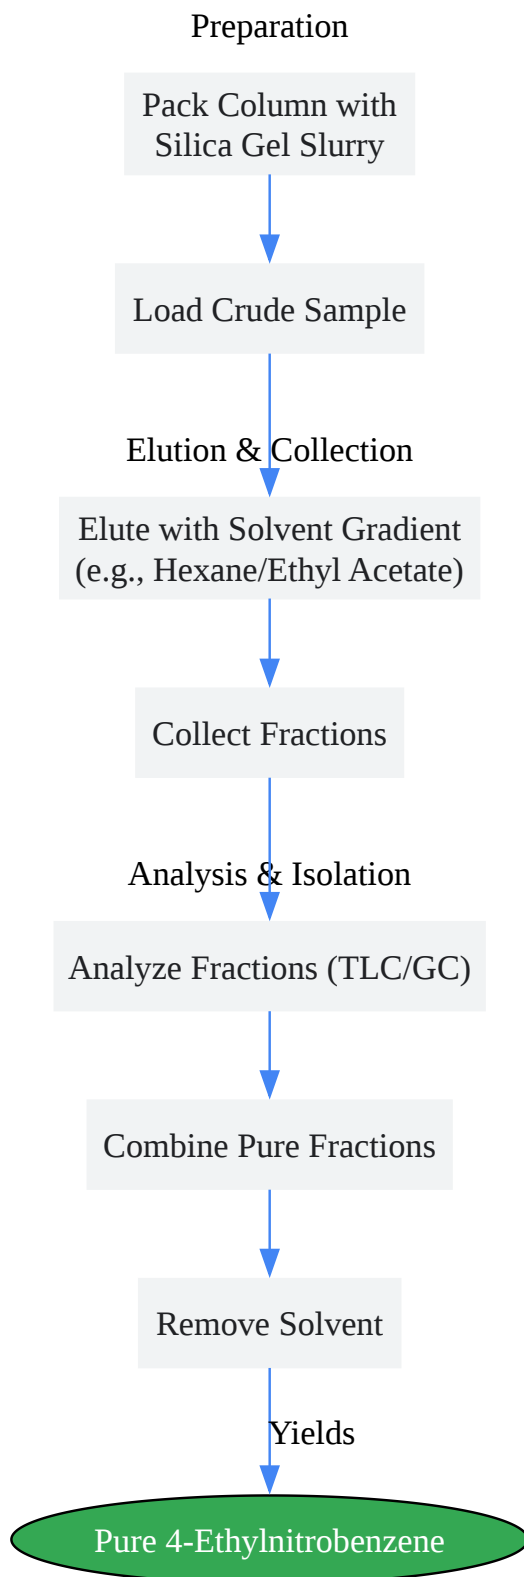 Preparation
Pack Column with
Silica Gel Slurry
Load Crude Sample
Elution & Collection
Elute with Solvent Gradient
(e.g., Hexane/Ethyl Acetate)
Collect Fractions
Analysis & Isolation
Analyze Fractions (TLC/GC)
Combine Pure Fractions
Remove Solvent
Yields
Pure 4-Ethylnitrobenzene